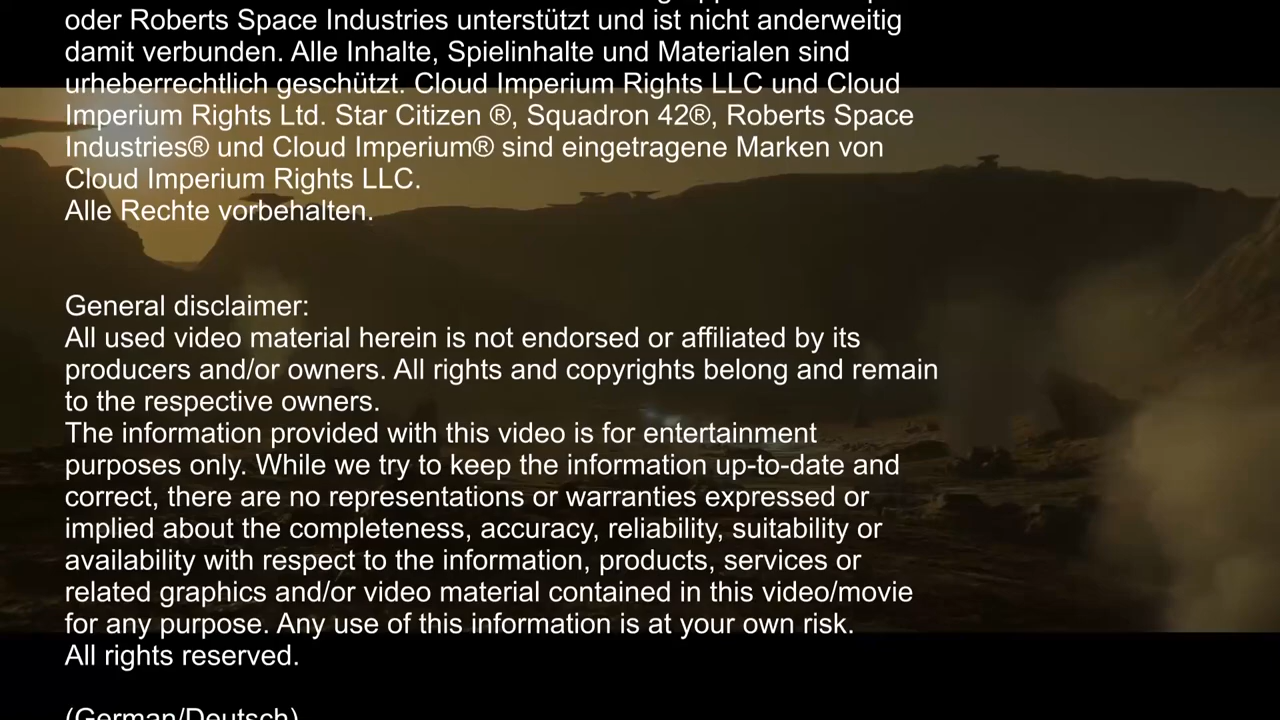 oder Roberts Space Industries unterstützt und ist nicht anderweitig
damit verbunden. Alle Inhalte, Spielinhalte und Materialen sind
urheberrechtlich geschützt. Cloud Imperium Rights LLC und Cloud
Imperium Rights Ltd. Star Citizen ®, Squadron 42®, Roberts Space
Industries® und Cloud Imperium® sind eingetragene Marken von
Cloud Imperium Rights LLC.
Alle Rechte vorbehalten.
General disclaimer:
All used video material herein is not endorsed or affiliated by its
producers and/or owners. All rights and copyrights belong and remain
to the respective owners.
The information provided with this video is for entertainment
purposes only. While we try to keep the information up-to-date and
correct, there are no representations or warranties expressed or
implied about the completeness, accuracy, reliability, suitability or
availability with respect to the information, products, services or
related graphics and/or video material contained in this video/movie
for any purpose. Any use of this information is at your own risk.
All rights reserved.
(German/Deutsch)